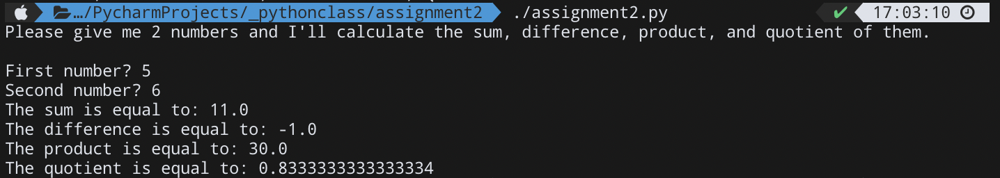 …/PycharmProjects/_pythonclass/assignment2 ./assignment2.py ✔ 17:03:10
Please give me 2 numbers and I'll calculate the sum, difference, product, and quotient of them.
First number? 5
Second number? 6
The sum is equal to: 11.0
The difference is equal to: -1.0
The product is equal to: 30.0
The quotient is equal to: 0.8333333333333334